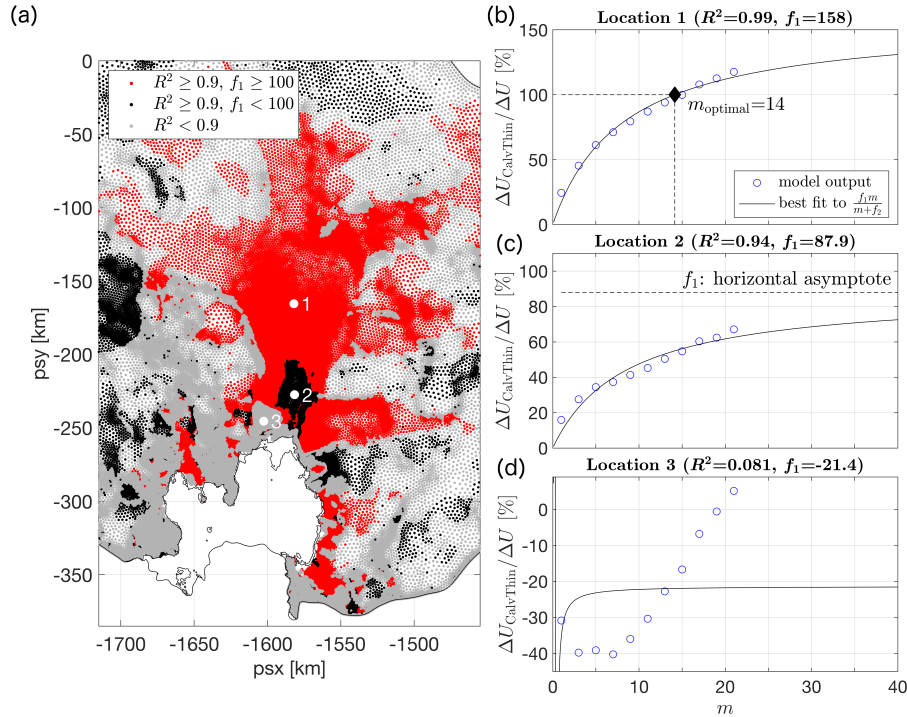 (a)
0
-50
-100
-150
-200
-250
-300
-350
psy [km]
-1700 -1650 -1600 -1550 -1500
psx [km]
R² ≥ 0.9, f₁ ≥ 100
R² ≥ 0.9, f₁ < 100
R² < 0.9
1
2
3
(b)
Location 1 (R²=0.99, f₁=158)
150
100
50
0
ΔU_CalvThin/ΔU [%]
m_optimal=14
model output
best fit to f₁m/(m+f₂)
(c)
Location 2 (R²=0.94, f₁=87.9)
100
80
60
40
20
0
ΔU_CalvThin/ΔU [%]
f₁: horizontal asymptote
(d)
Location 3 (R²=0.081, f₁=-21.4)
0
-10
-20
-30
-40
ΔU_CalvThin/ΔU [%]
0 10 20 30 40
m